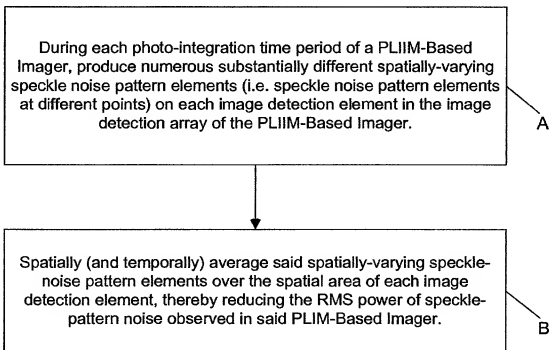 During each photo-integration time period of a PLIIM-Based
Imager, produce numerous substantially different spatially-varying
speckle noise pattern elements (i.e. speckle noise pattern elements
at different points) on each image detection element in the image
detection array of the PLIIM-Based Imager.
A
Spatially (and temporally) average said spatially-varying speckle-
noise pattern elements over the spatial area of each image
detection element, thereby reducing the RMS power of speckle-
pattern noise observed in said PLIM-Based Imager.
B